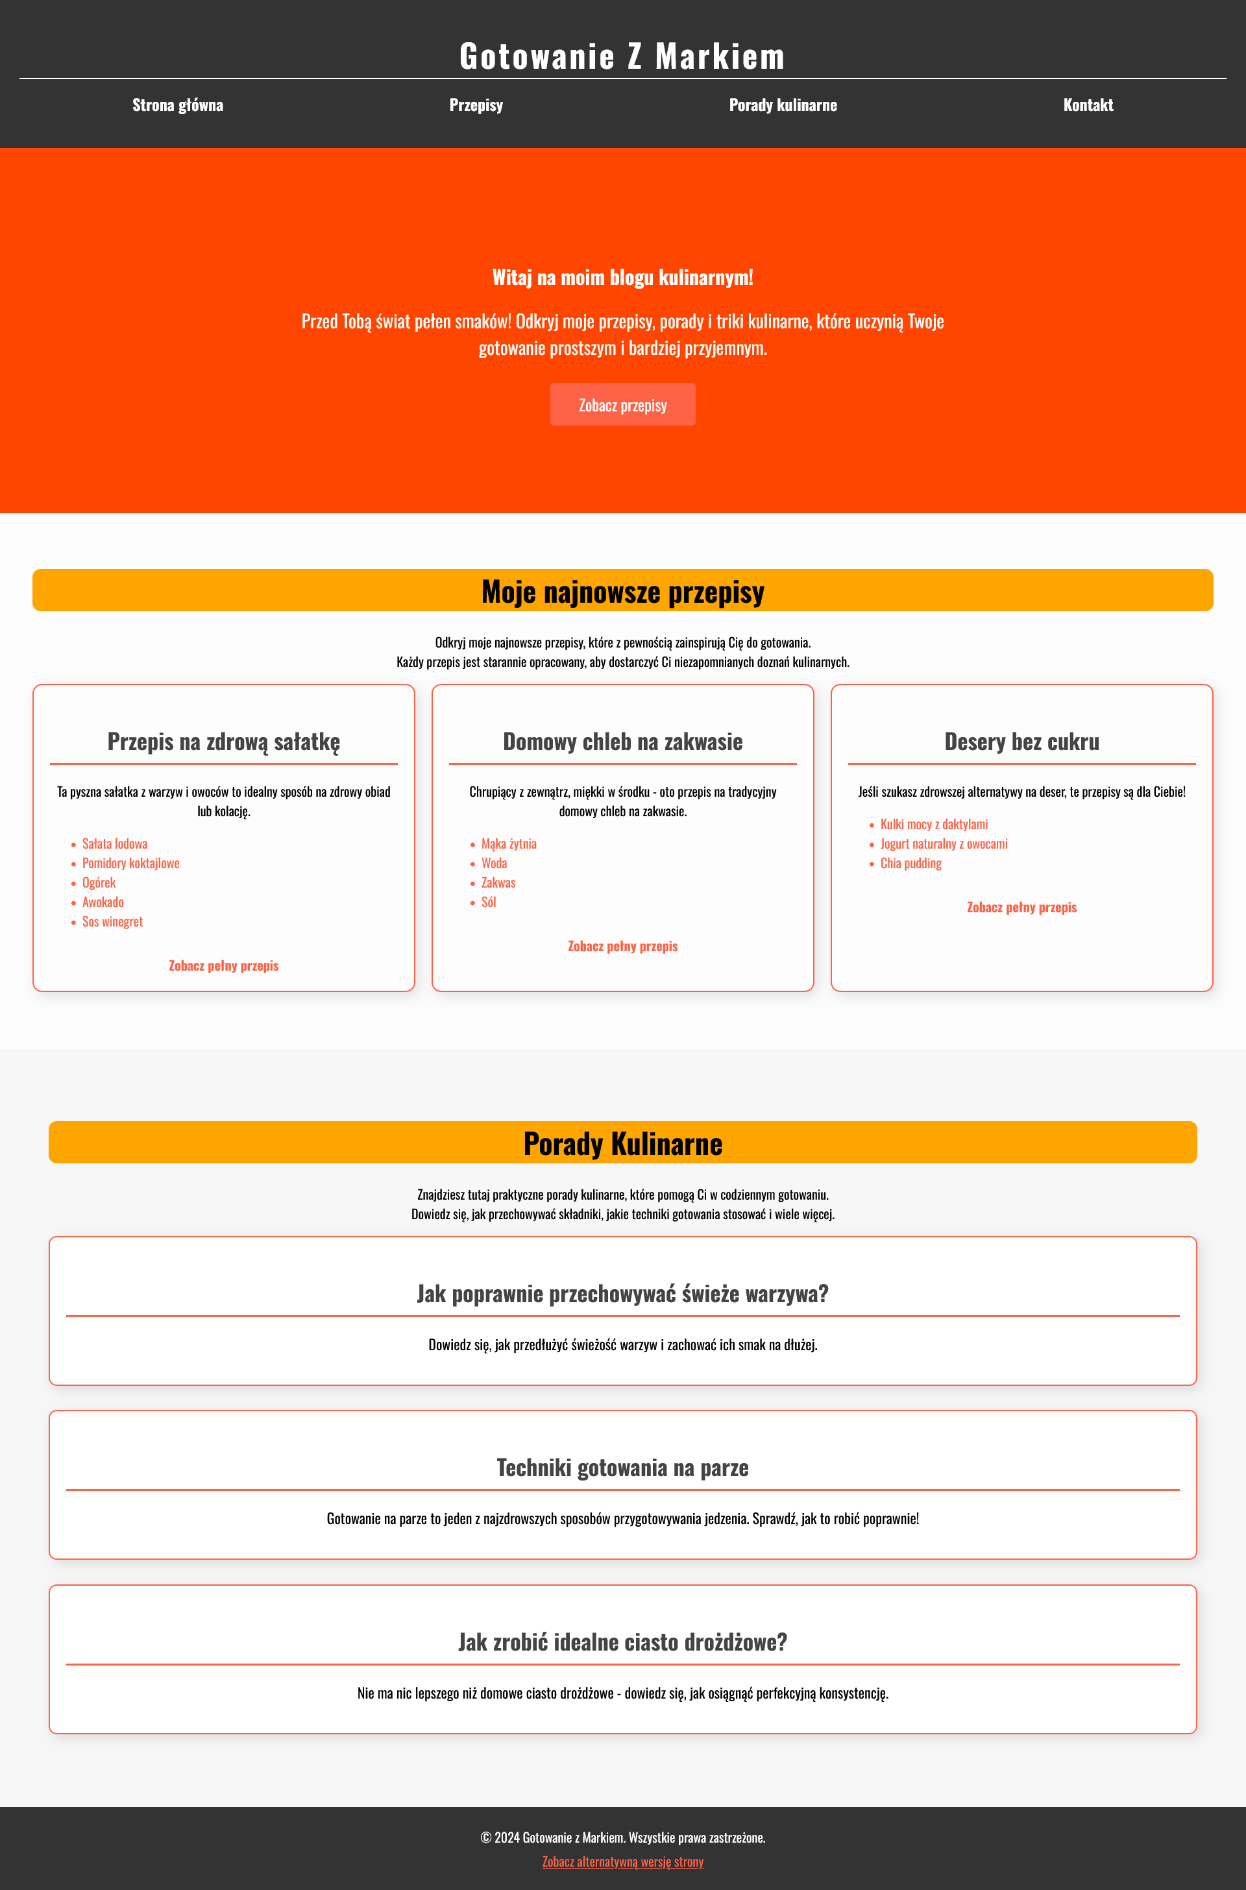 Gotowanie Z Markiem
Strona główna Przepisy Porady kulinarne Kontakt
Witaj na moim blogu kulinarnym!
Przed Tobą świat pełen smaków! Odkryj moje przepisy, porady i triki kulinarne, które uczynią Twoje
gotowanie prostszym i bardziej przyjemnym.
Zobacz przepisy
Moje najnowsze przepisy
Odkryj moje najnowsze przepisy, które z pewnością zainspirują Cię do gotowania.
Każdy przepis jest starannie opracowany, aby dostarczyć Ci niezapomnianych doznań kulinarnych.
Przepis na zdrową sałatkę
Ta pyszna sałatka z warzyw i owoców to idealny sposób na zdrowy obiad
lub kolację.
• Sałata lodowa
• Pomidory koktajlowe
• Ogórek
• Awokado
• Sos winegret
Zobacz pełny przepis
Domowy chleb na zakwasie
Chrupiący z zewnątrz, miękki w środku - oto przepis na tradycyjny
domowy chleb na zakwasie.
• Mąka żytnia
• Woda
• Zakwas
• Sól
Zobacz pełny przepis
Desery bez cukru
Jeśli szukasz zdrowszej alternatywy na deser, te przepisy są dla Ciebie!
• Kulki mocy z daktylami
• Jogurt naturalny z owocami
• Chia pudding
Zobacz pełny przepis
Porady Kulinarne
Znajdziesz tutaj praktyczne porady kulinarne, które pomogą Ci w codziennym gotowaniu.
Dowiedz się, jak przechowywać składniki, jakie techniki gotowania stosować i wiele więcej.
Jak poprawnie przechowywać świeże warzywa?
Dowiedz się, jak przedłużyć świeżość warzyw i zachować ich smak na dłużej.
Techniki gotowania na parze
Gotowanie na parze to jeden z najzdrowszych sposobów przygotowywania jedzenia. Sprawdź, jak to robić poprawnie!
Jak zrobić idealne ciasto drożdżowe?
Nie ma nic lepszego niż domowe ciasto drożdżowe - dowiedz się, jak osiągnąć perfekcyjną konsystencję.
© 2024 Gotowanie z Markiem. Wszystkie prawa zastrzeżone.
Zobacz alternatywną wersję strony